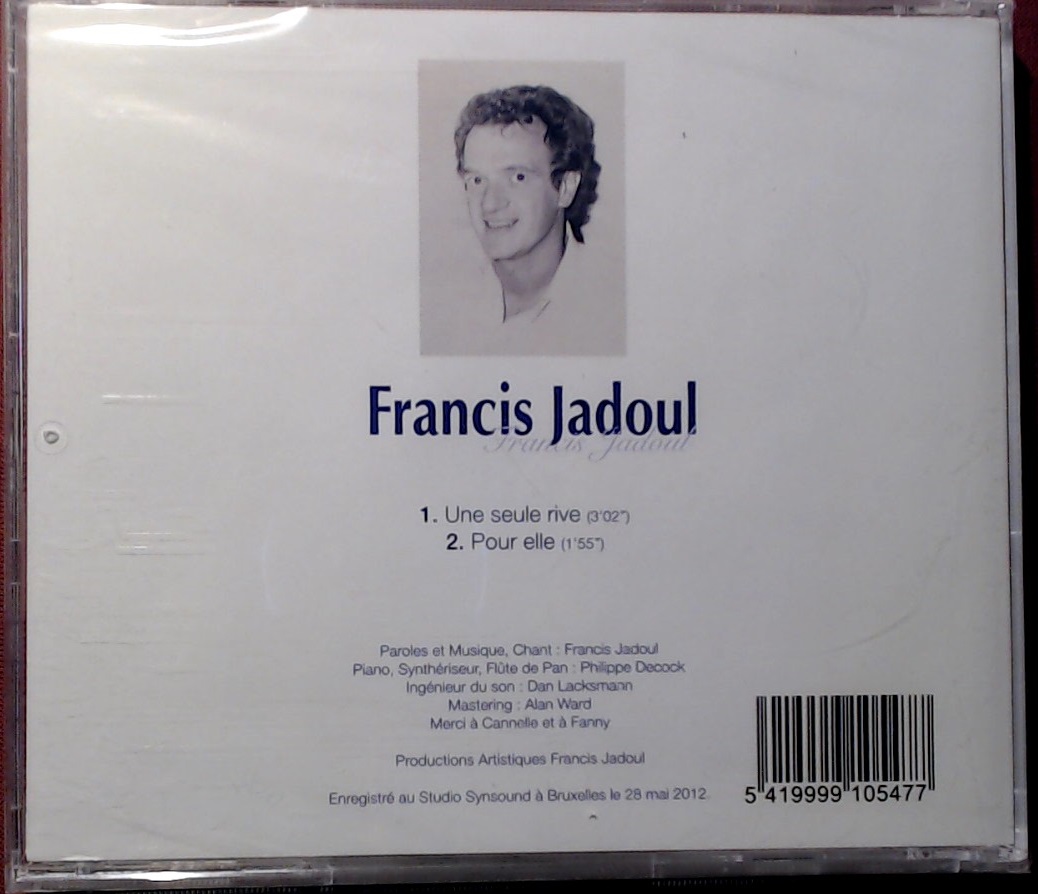 Francis Jadoul
Francis Jadoul
1. Une seule rive (3'02")
2. Pour elle (1'55")
Paroles et Musique, Chant : Francis Jadoul
Piano, Synthériseur, Flûte de Pan : Philippe Decock
Ingénieur du son : Dan Lacksmann
Mastering : Alan Ward
Merci à Cannelle et à Fanny
Productions Artistiques Francis Jadoul
Enregistré au Studio Synsound à Bruxelles le 28 mai 2012
5 419999 105477